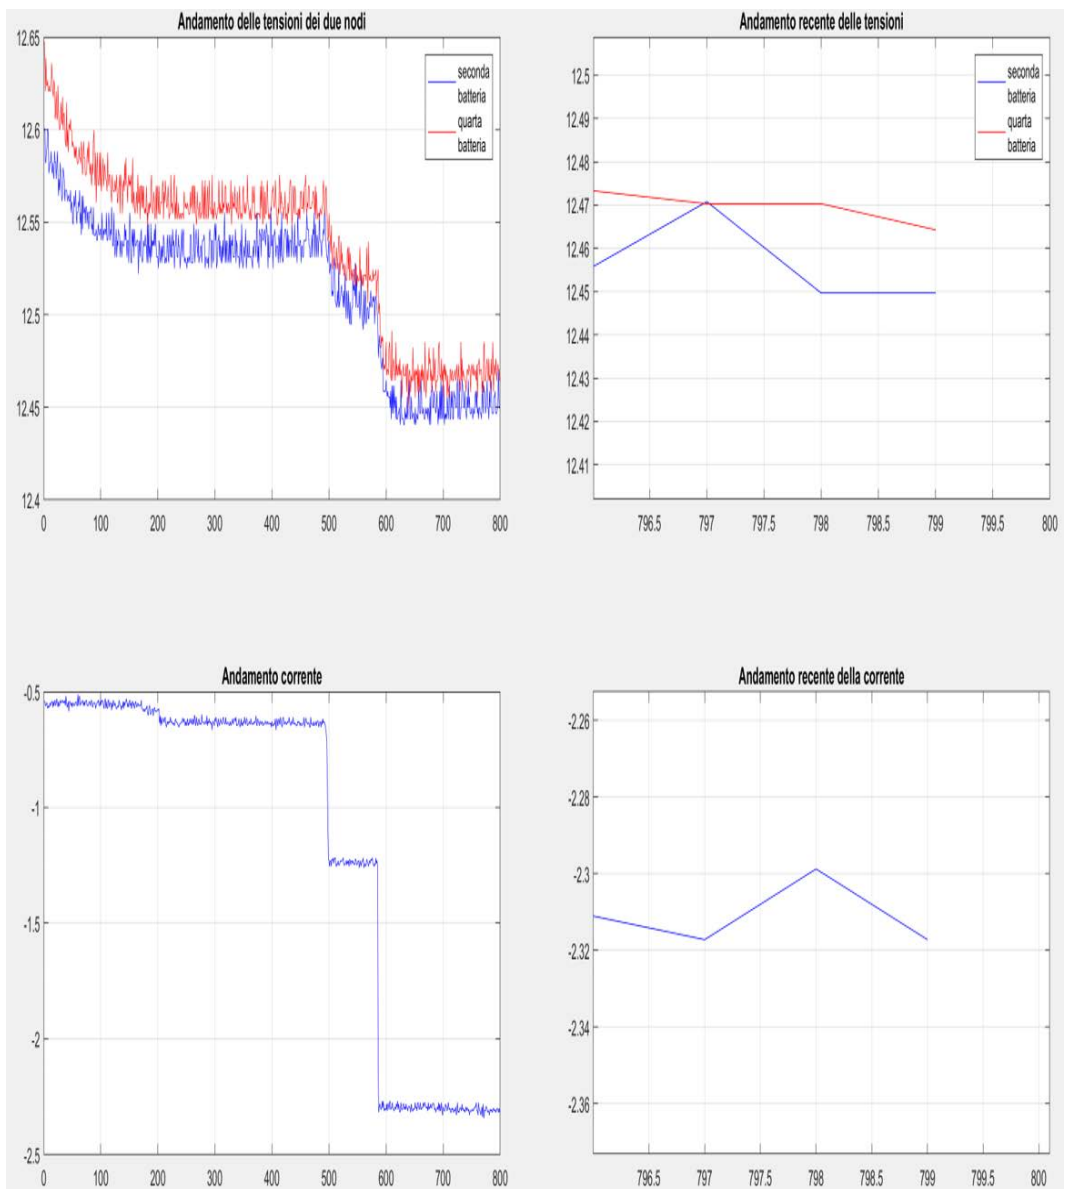 Andamento delle tensioni dei due nodi
12.65
12.6
12.55
12.5
12.45
12.4
0 100 200 300 400 500 600 700 800
seconda
batteria
quarta
batteria
Andamento recente delle tensioni
12.5
12.49
12.48
12.47
12.46
12.45
12.44
12.43
12.42
12.41
796.5 797 797.5 798 798.5 799 799.5 800
seconda
batteria
quarta
batteria
Andamento corrente
-0.5
-1
-1.5
-2
-2.5
0 100 200 300 400 500 600 700 800
Andamento recente della corrente
-2.26
-2.28
-2.3
-2.32
-2.34
-2.36
796.5 797 797.5 798 798.5 799 799.5 800